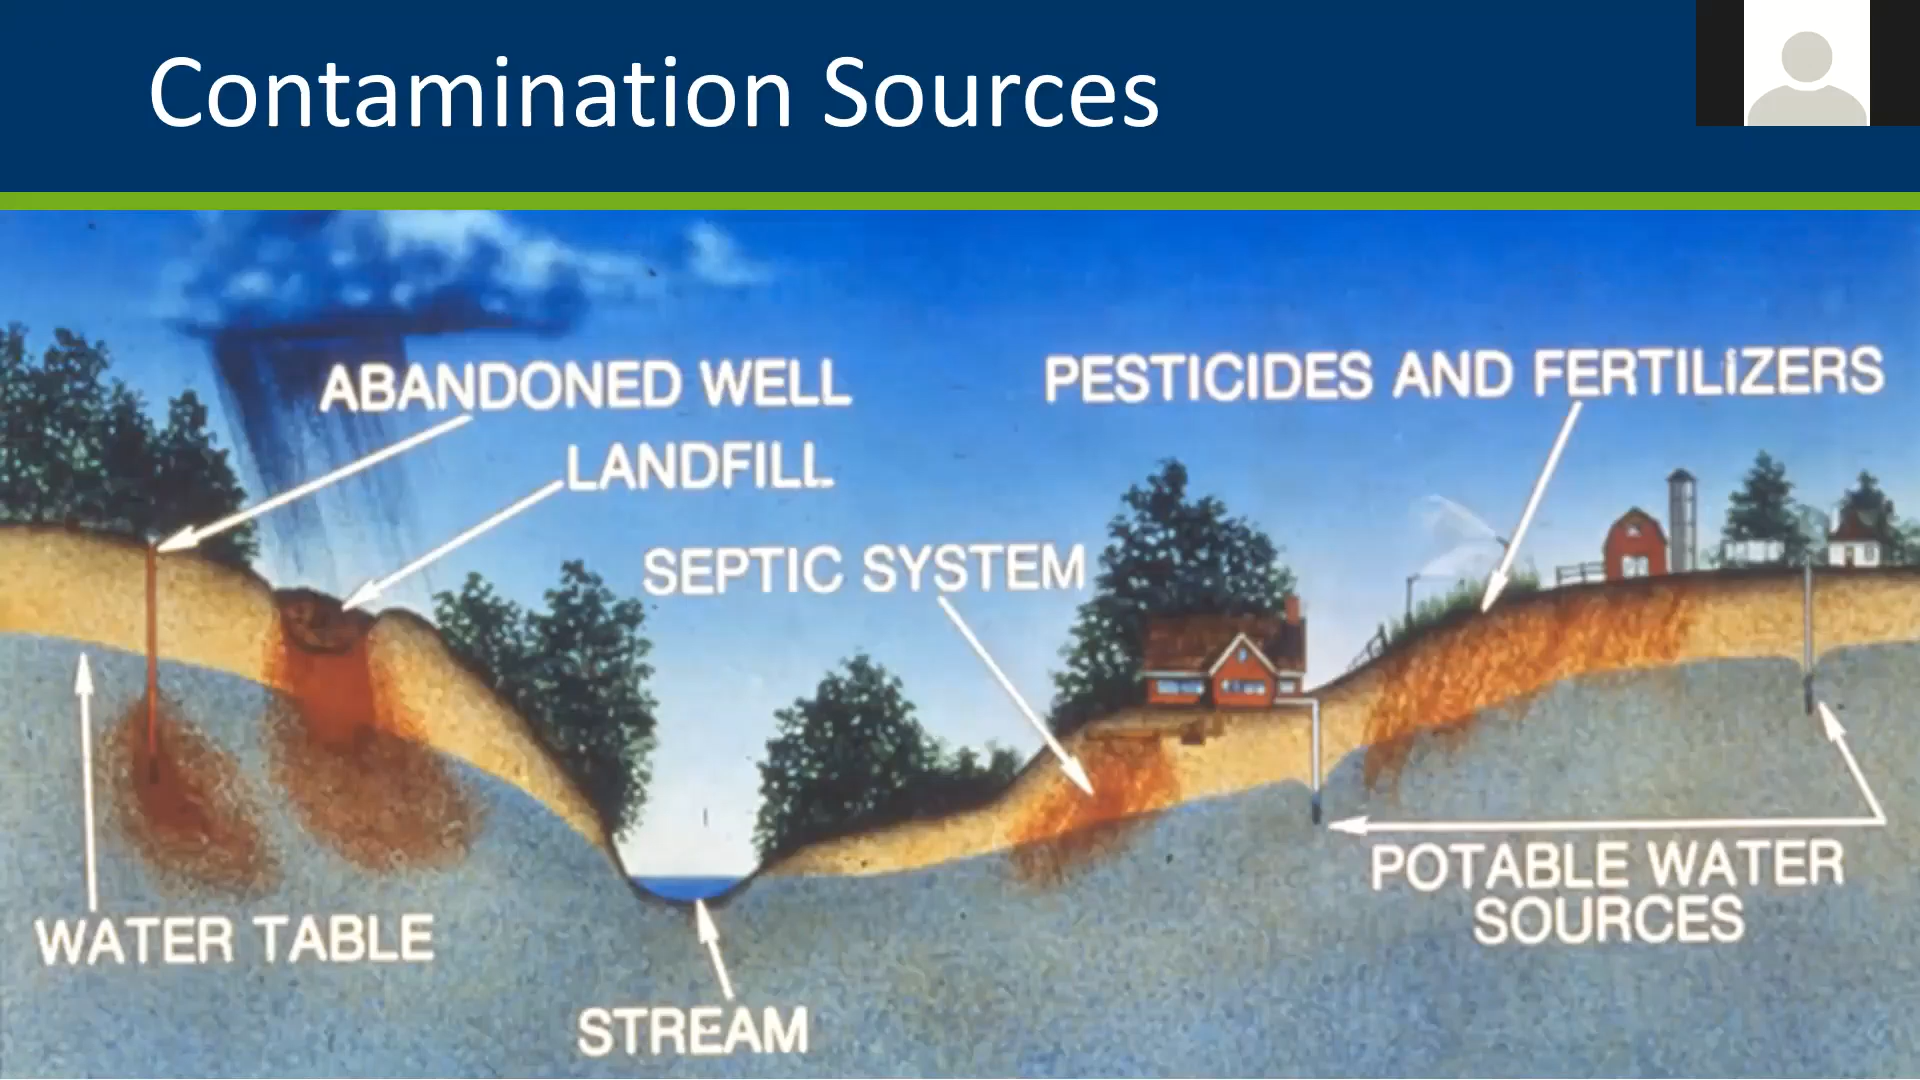 Contamination Sources
ABANDONED WELL
PESTICIDES AND FERTILIZERS
LANDFILL
SEPTIC SYSTEM
POTABLE WATER
SOURCES
WATER TABLE
STREAM